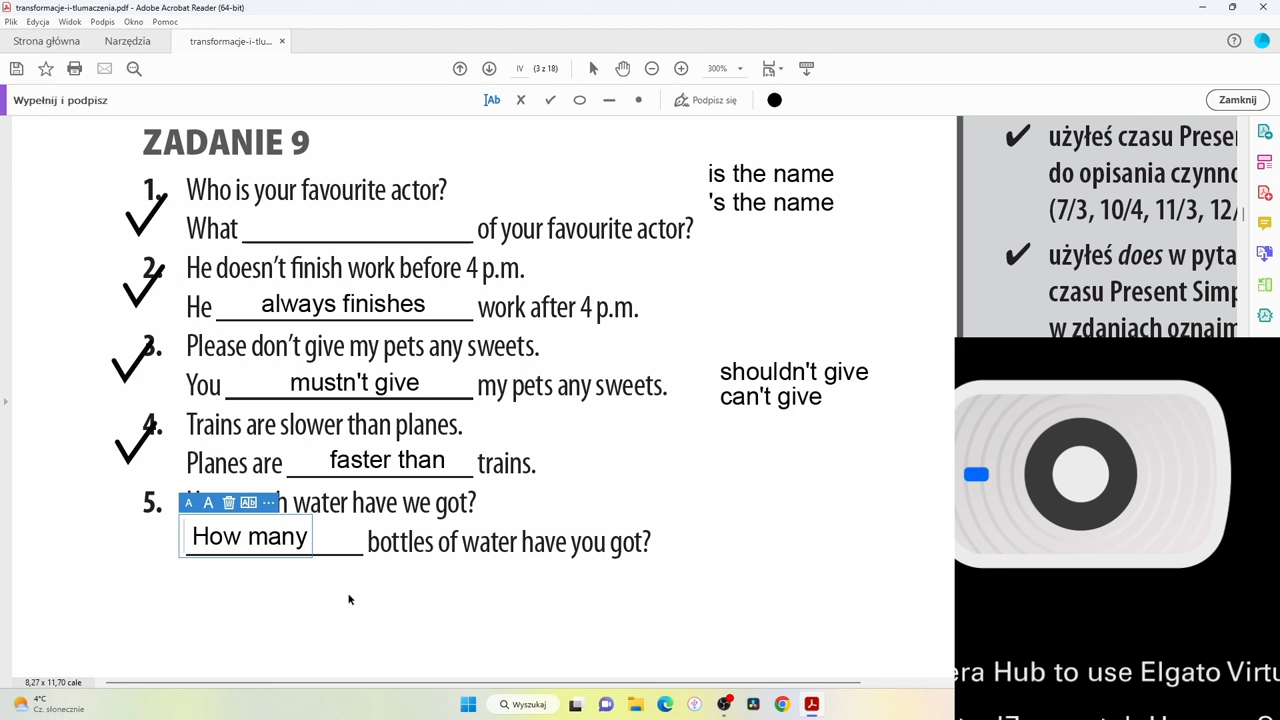 transformacje-i-tlumaczenia.pdf - Adobe Acrobat Reader (64-bit)
Plik Edycja Widok Podpis Okno Pomoc
Strona główna Narzędzia transformacje-i-tlu... ×
IV (3 z 18) 300%
Wypełnij i podpisz Ab Podpisz się Zamknij
ZADANIE 9
is the name
's the name
1. Who is your favourite actor?
What ____ of your favourite actor?
2. He doesn't finish work before 4 p.m.
He always finishes work after 4 p.m.
3. Please don't give my pets any sweets.
You mustn't give my pets any sweets.
shouldn't give
can't give
4. Trains are slower than planes.
Planes are faster than trains.
5. water have we got?
How many bottles of water have you got?
użyłeś czasu Prese
do opisania czynno
(7/3, 10/4, 11/3, 12/
użyłeś does w pyta
czasu Present Simp
w zdaniach oznajm
era Hub to use Elgato Virtu
8,27 x 11,70 cale
4°C
Cz. słonecznie
Wyszukaj